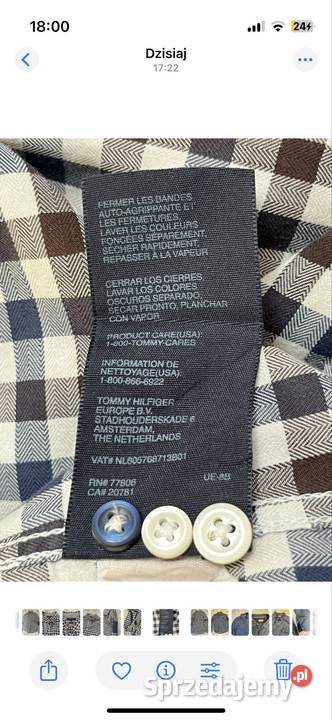 18:00
24
Dzisiaj
17:22
FERMER LES BANDES
AUTO-AGRIPPANTE ET
LES FERMETURES,
LAVER LES COULEURS
FONCÉES SÉPARÉMENT,
SÉCHER RAPIDEMENT,
REPASSER À LA VAPEUR
CERRAR LOS CIERRES,
LAVAR LOS COLORES
OSCUROS SEPARADO,
SECAR PRONTO, PLANCHAR
CON VAPOR
PRODUCT CARE(USA):
1-800-TOMMY-CARES
INFORMATION DE
NETTOYAGE(USA):
1-800-866-6922
TOMMY HILFIGER
EUROPE B.V.
STADHOUDERSKADE 6
AMSTERDAM,
THE NETHERLANDS
VAT# NL805768713B01
UE-8B
RN# 77806
CA# 20781
Sprzedajemy.pl